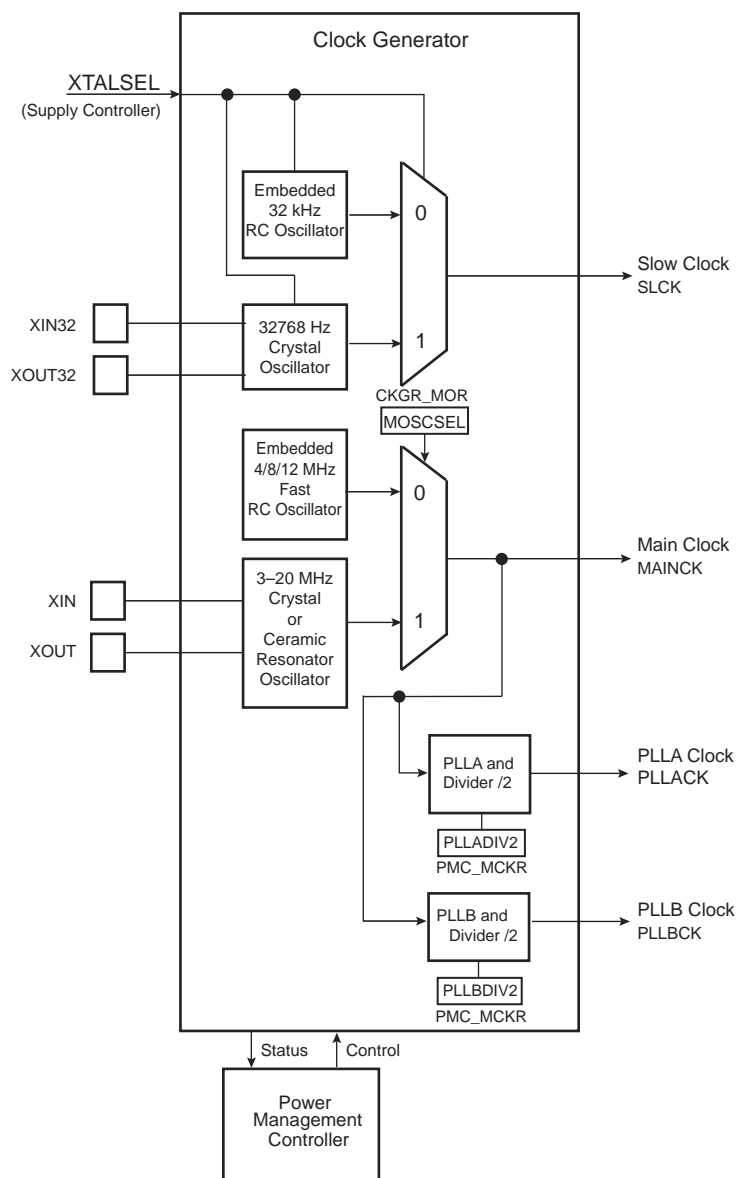 Clock Generator
XTALSEL
(Supply Controller)
Embedded
32 kHz
RC Oscillator
0
Slow Clock
SLCK
XIN32
XOUT32
32768 Hz
Crystal
Oscillator
1
CKGR_MOR
MOSCSEL
Embedded
4/8/12 MHz
Fast
RC Oscillator
0
Main Clock
MAINCK
XIN
XOUT
3–20 MHz
Crystal
or
Ceramic
Resonator
Oscillator
1
PLLA and
Divider /2
PLLA Clock
PLLACK
PLLADIV2
PMC_MCKR
PLLB and
Divider /2
PLLB Clock
PLLBCK
PLLBDIV2
PMC_MCKR
Status
Control
Power
Management
Controller